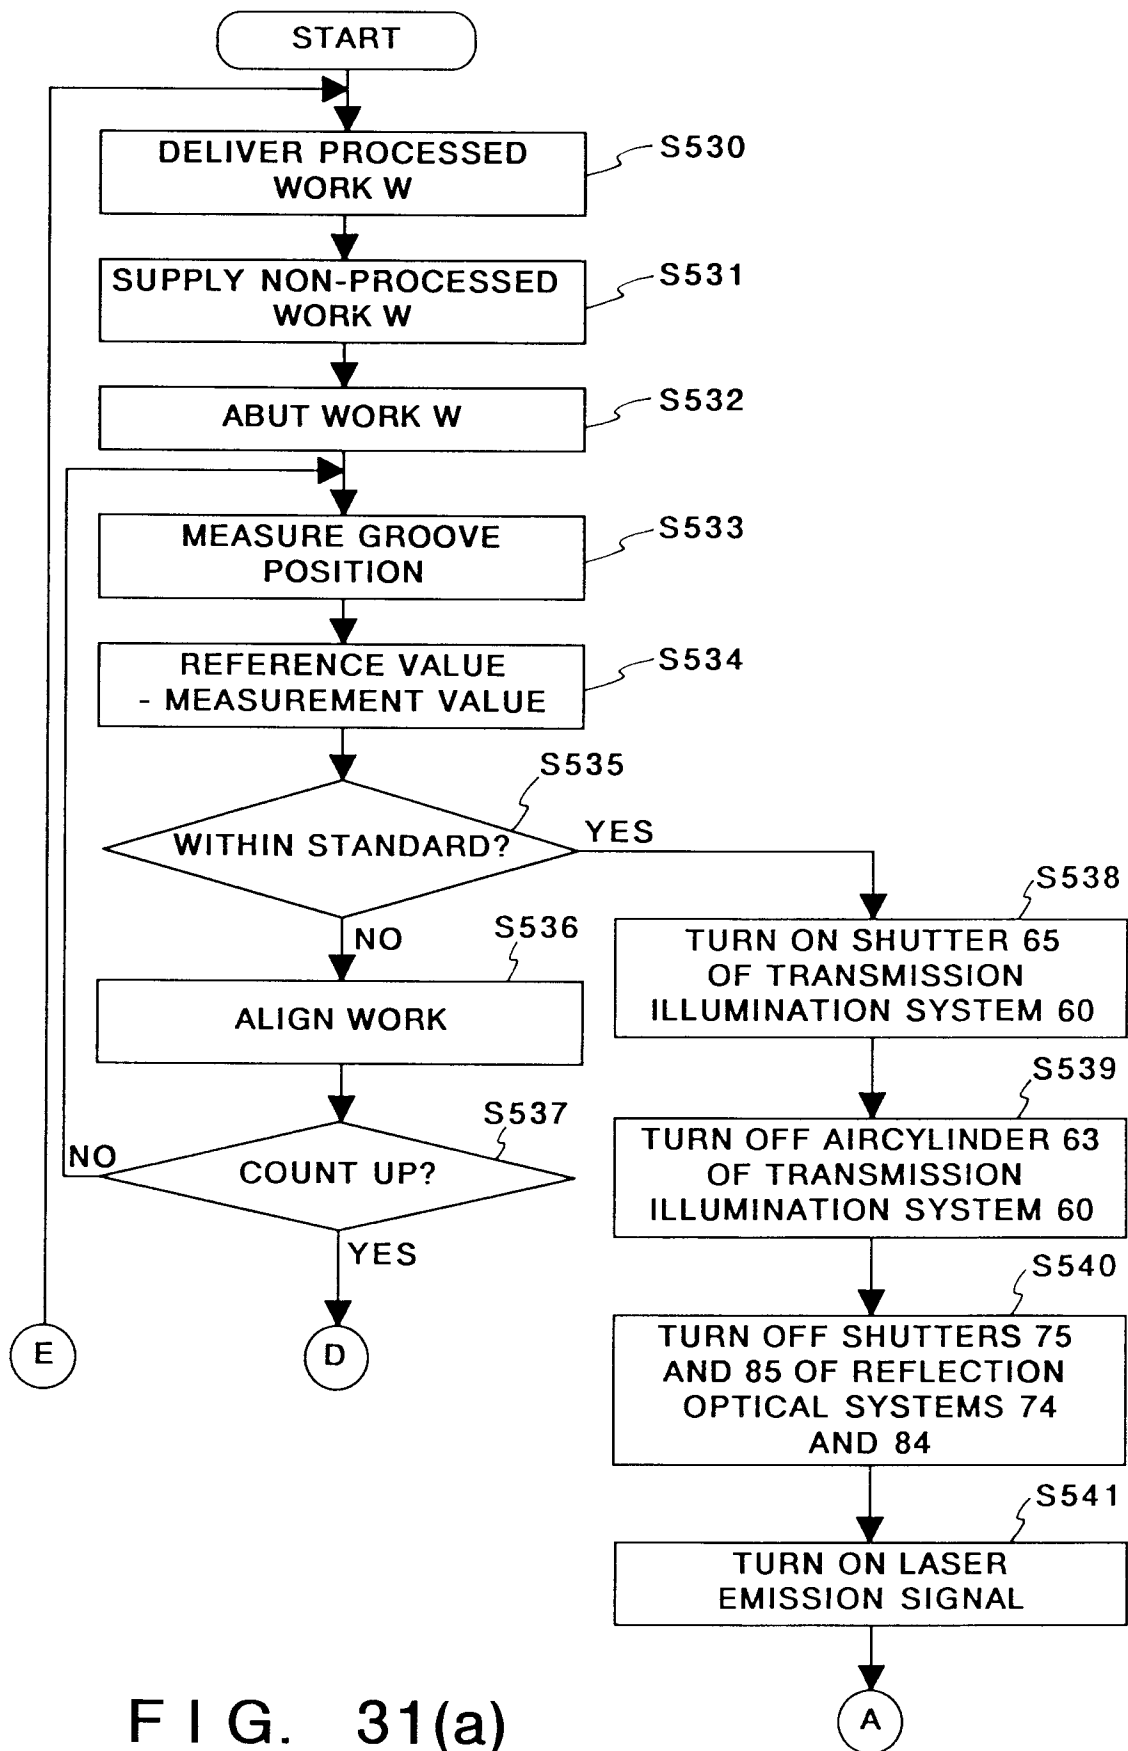 START
DELIVER PROCESSED
WORK W
S530
SUPPLY NON-PROCESSED
WORK W
S531
ABUT WORK W
S532
MEASURE GROOVE
POSITION
S533
REFERENCE VALUE
- MEASUREMENT VALUE
S534
WITHIN STANDARD?
S535
YES
NO
ALIGN WORK
S536
COUNT UP?
S537
NO
YES
E
D
TURN ON SHUTTER 65
OF TRANSMISSION
ILLUMINATION SYSTEM 60
S538
TURN OFF AIRCYLINDER 63
OF TRANSMISSION
ILLUMINATION SYSTEM 60
S539
TURN OFF SHUTTERS 75
AND 85 OF REFLECTION
OPTICAL SYSTEMS 74
AND 84
S540
TURN ON LASER
EMISSION SIGNAL
S541
A
FIG. 31(a)